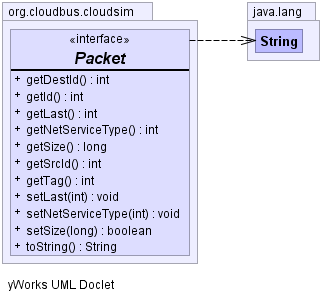 org.cloudbus.cloudsim
java.lang
«interface»
Packet
String
+ getDestId() : int
+ getId() : int
+ getLast() : int
+ getNetServiceType() : int
+ getSize() : long
+ getSrcId() : int
+ getTag() : int
+ setLast(int) : void
+ setNetServiceType(int) : void
+ setSize(long) : boolean
+ toString() : String
yWorks UML Doclet